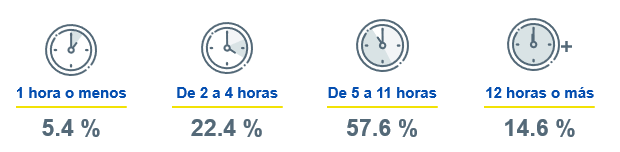 1 hora o menos
5.4 %
De 2 a 4 horas
22.4 %
De 5 a 11 horas
57.6 %
+
12 horas o más
14.6 %